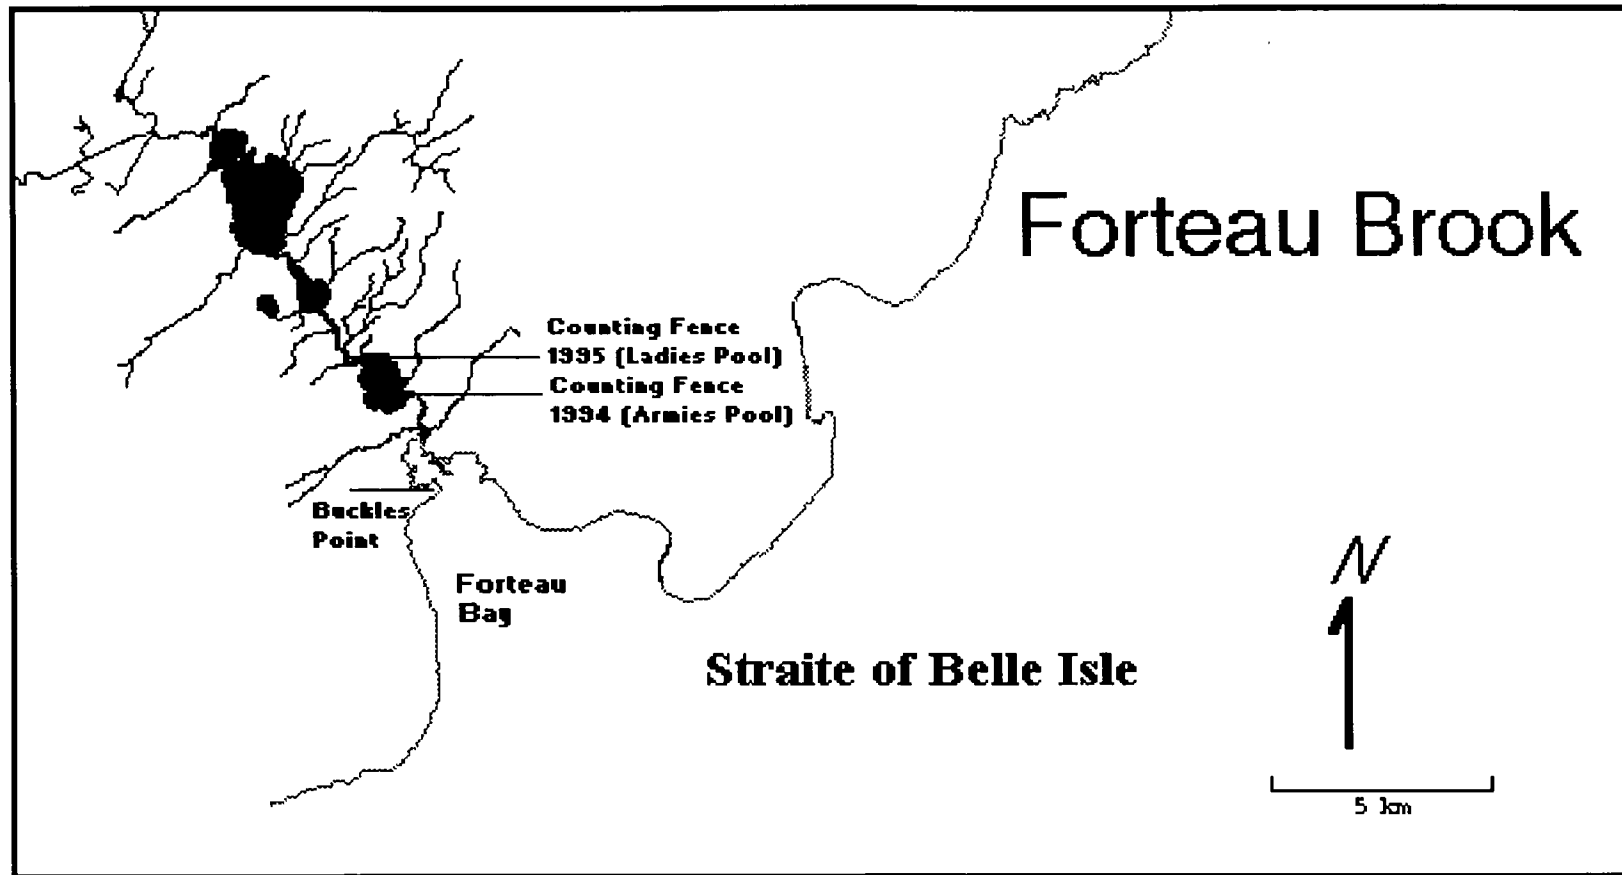 Forteau Brook
Counting Fence
1995 (Ladies Pool)
Counting Fence
1994 (Armies Pool)
Buckles
Point
Forteau
Bay
Straite of Belle Isle
N
5 km